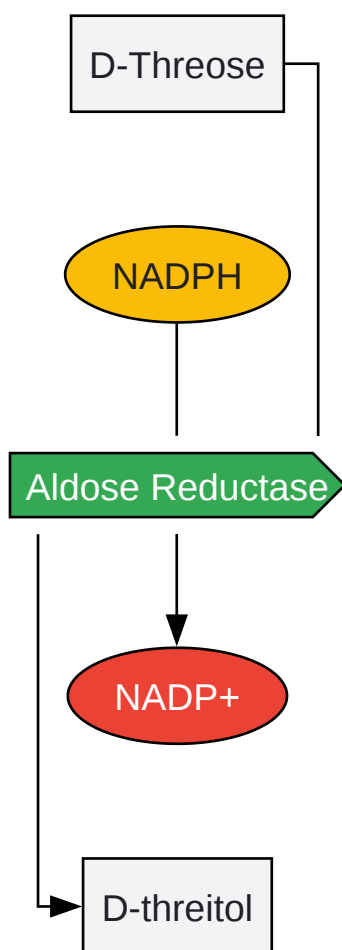 D-Threose
NADPH
Aldose Reductase
NADP+
D-threitol